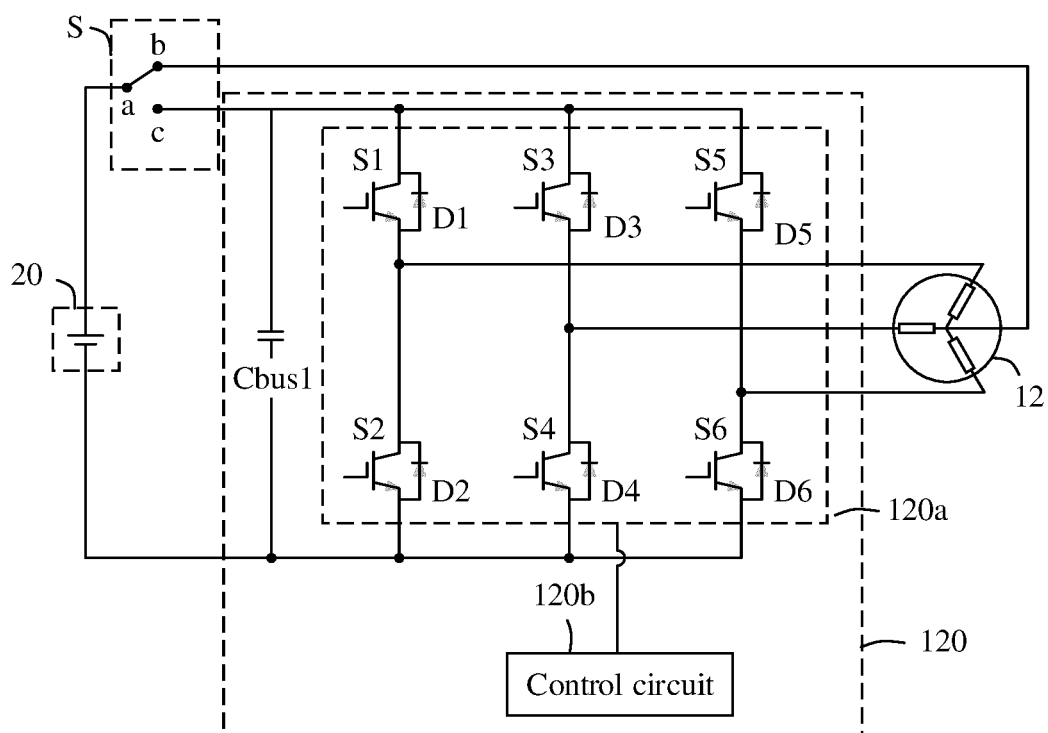 S
b
a
c
S1
S3
S5
D1
D3
D5
20
Cbus1
12
S2
S4
S6
D2
D4
D6
120a
120b
120
Control circuit